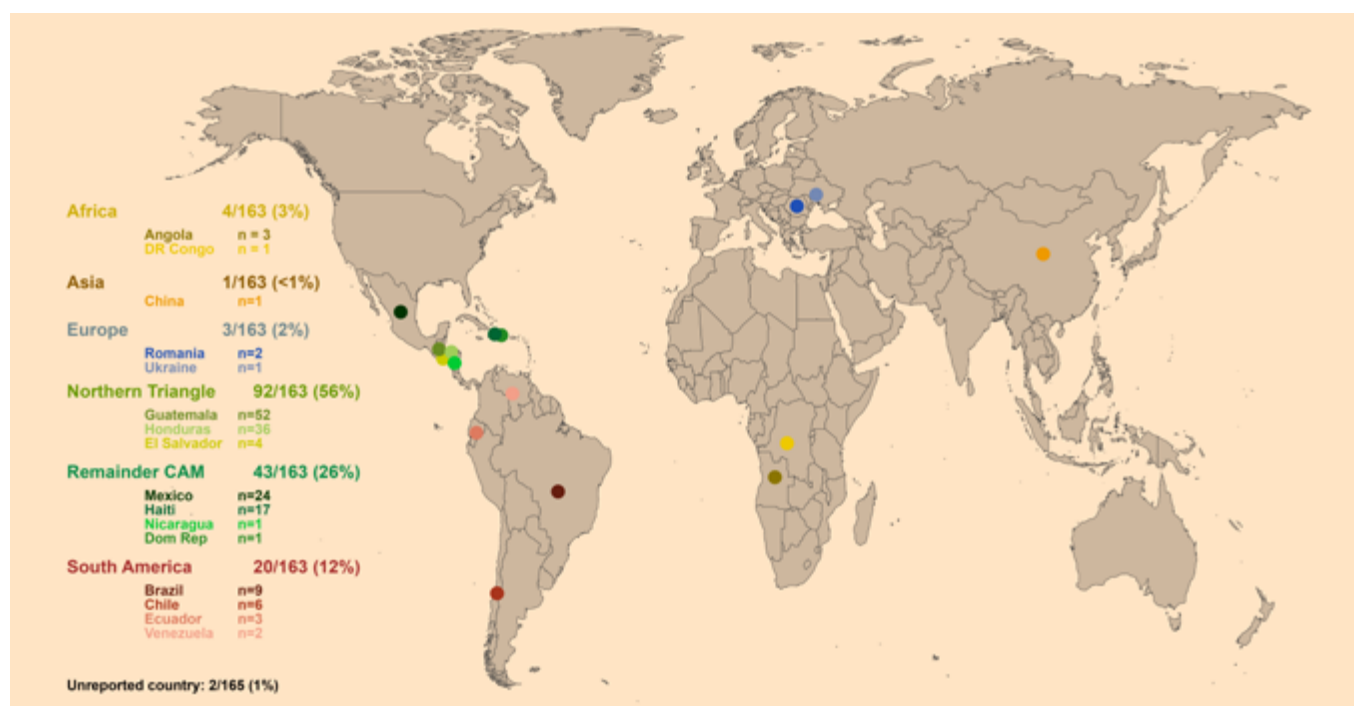 Africa 4/163 (3%)
Angola n = 3
DR Congo n = 1
Asia 1/163 (<1%)
China n=1
Europe 3/163 (2%)
Romania n=2
Ukraine n=1
Northern Triangle 92/163 (56%)
Guatemala n=52
Honduras n=36
El Salvador n=4
Remainder CAM 43/163 (26%)
Mexico n=24
Haiti n=17
Nicaragua n=1
Dom Rep n=1
South America 20/163 (12%)
Brazil n=9
Chile n=6
Ecuador n=3
Venezuela n=2
Unreported country: 2/165 (1%)